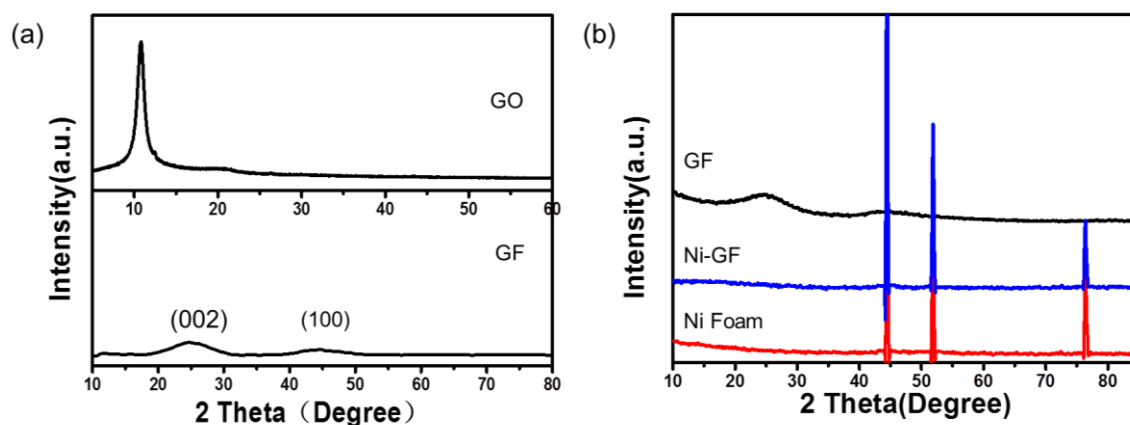 (a)
Intensity(a.u.)
GO
10 20 30 40 50 60
GF
(002)
(100)
10 20 30 40 50 60 70 80
2 Theta（Degree）
(b)
Intensity(a.u.)
GF
Ni-GF
Ni Foam
10 20 30 40 50 60 70 80
2 Theta(Degree)